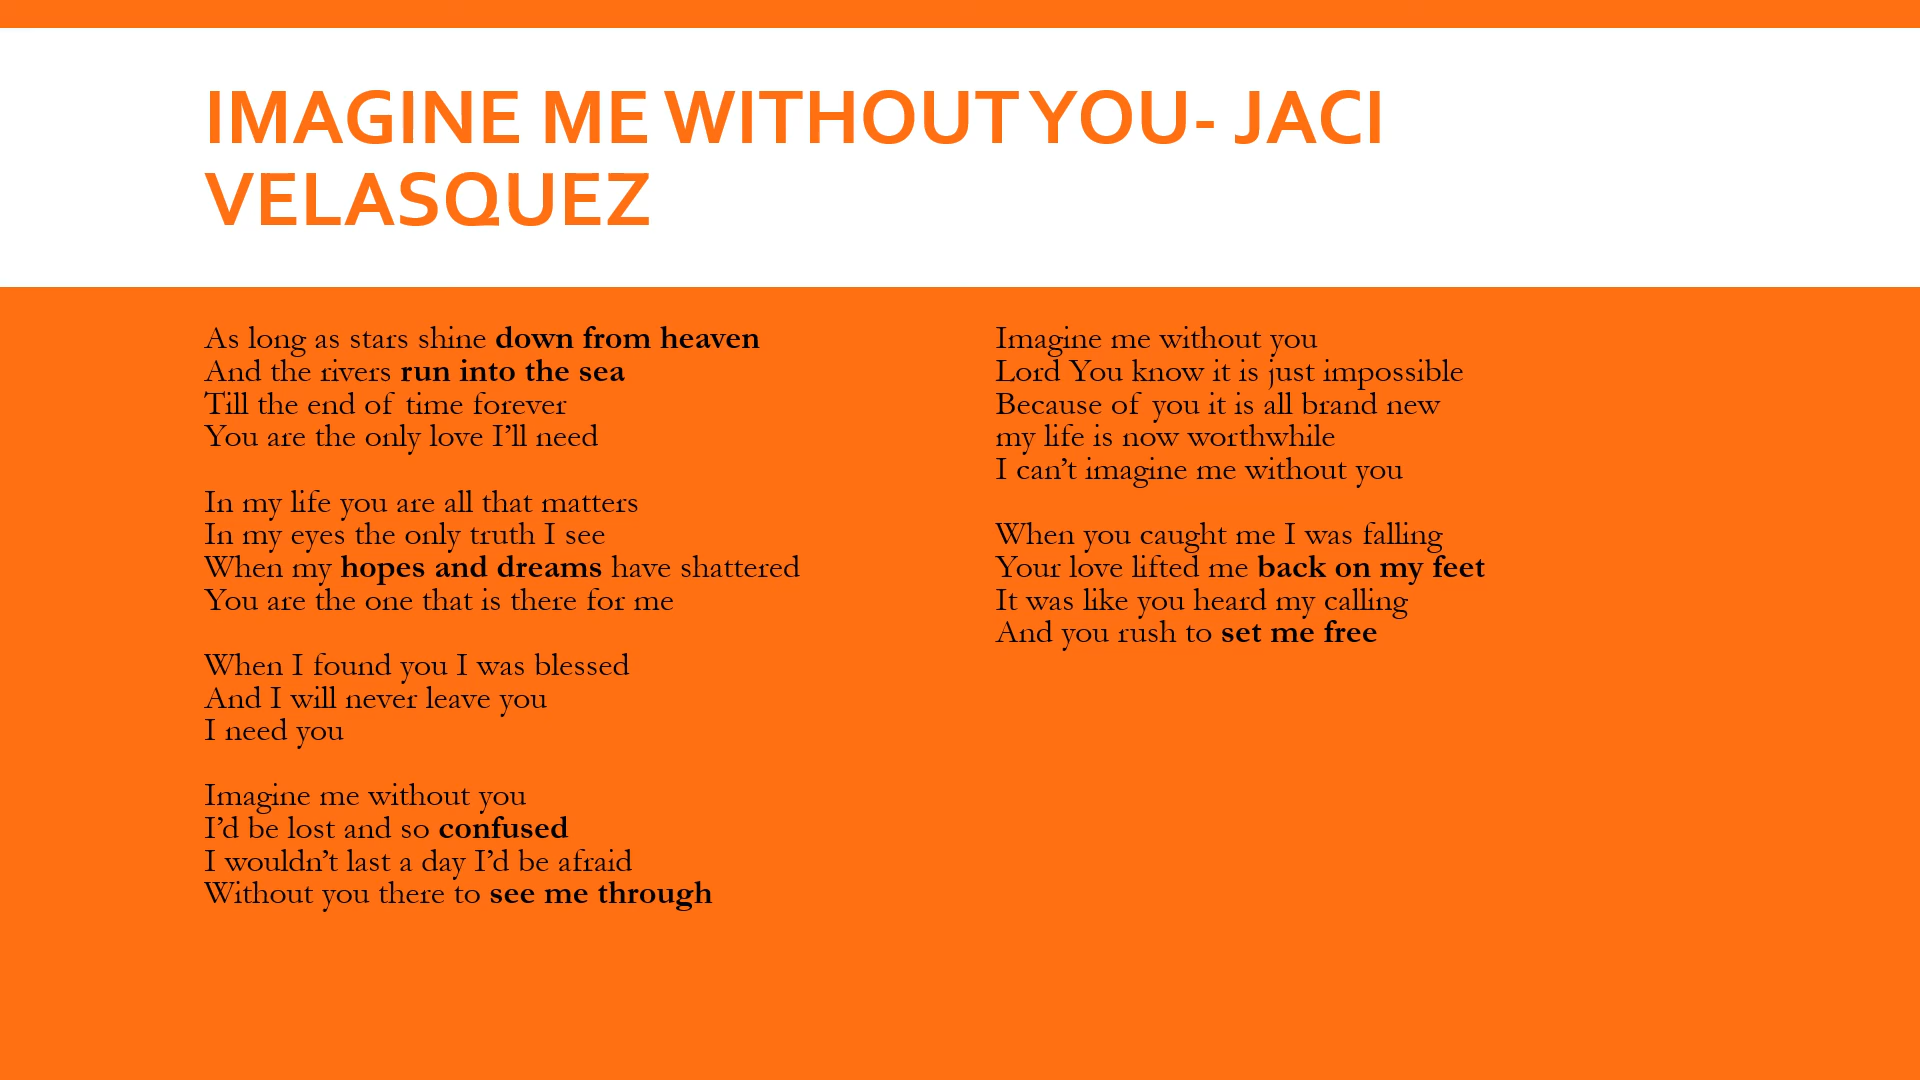 IMAGINE ME WITHOUT YOU- JACI
VELASQUEZ
As long as stars shine down from heaven
And the rivers run into the sea
Till the end of time forever
You are the only love I’ll need
In my life you are all that matters
In my eyes the only truth I see
When my hopes and dreams have shattered
You are the one that is there for me
When I found you I was blessed
And I will never leave you
I need you
Imagine me without you
I’d be lost and so confused
I wouldn’t last a day I’d be afraid
Without you there to see me through
Imagine me without you
Lord You know it is just impossible
Because of you it is all brand new
my life is now worthwhile
I can’t imagine me without you
When you caught me I was falling
Your love lifted me back on my feet
It was like you heard my calling
And you rush to set me free